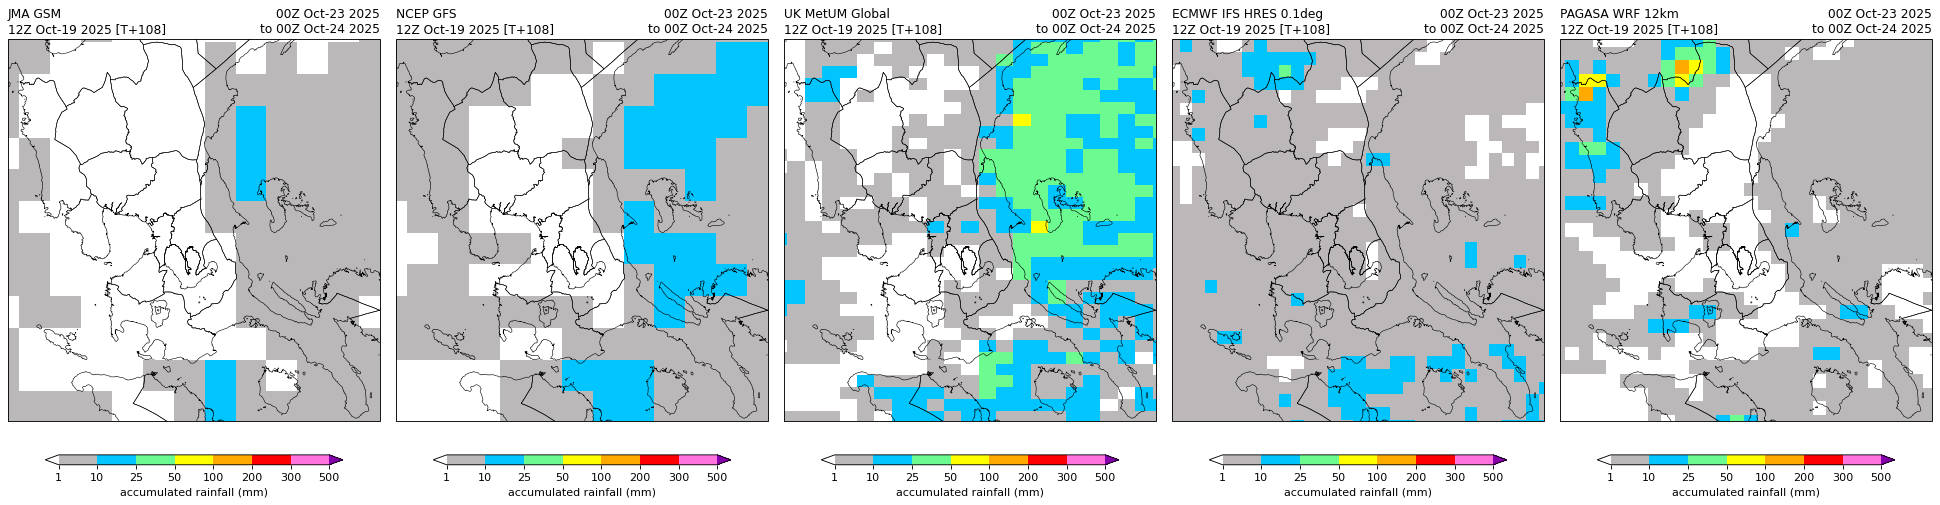 JMA GSM 00Z Oct-23 2025
12Z Oct-19 2025 [T+108] to 00Z Oct-24 2025
1 10 25 50 100 200 300 500
accumulated rainfall (mm)
NCEP GFS 00Z Oct-23 2025
12Z Oct-19 2025 [T+108] to 00Z Oct-24 2025
1 10 25 50 100 200 300 500
accumulated rainfall (mm)
UK MetUM Global 00Z Oct-23 2025
12Z Oct-19 2025 [T+108] to 00Z Oct-24 2025
1 10 25 50 100 200 300 500
accumulated rainfall (mm)
ECMWF IFS HRES 0.1deg 00Z Oct-23 2025
12Z Oct-19 2025 [T+108] to 00Z Oct-24 2025
1 10 25 50 100 200 300 500
accumulated rainfall (mm)
PAGASA WRF 12km 00Z Oct-23 2025
12Z Oct-19 2025 [T+108] to 00Z Oct-24 2025
1 10 25 50 100 200 300 500
accumulated rainfall (mm)